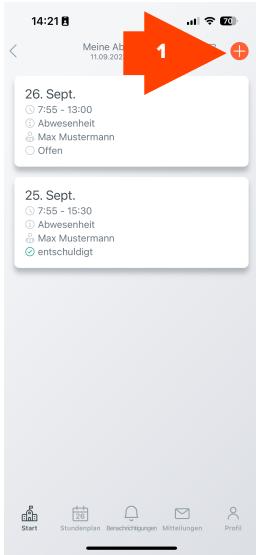 14:21
70
Meine Ab
1
11.09.202
26. Sept.
7:55 - 13:00
Abwesenheit
Max Mustermann
Offen
25. Sept.
7:55 - 15:30
Abwesenheit
Max Mustermann
entschuldigt
26
Start Stundenplan Benachrichtigungen Mitteilungen Profil